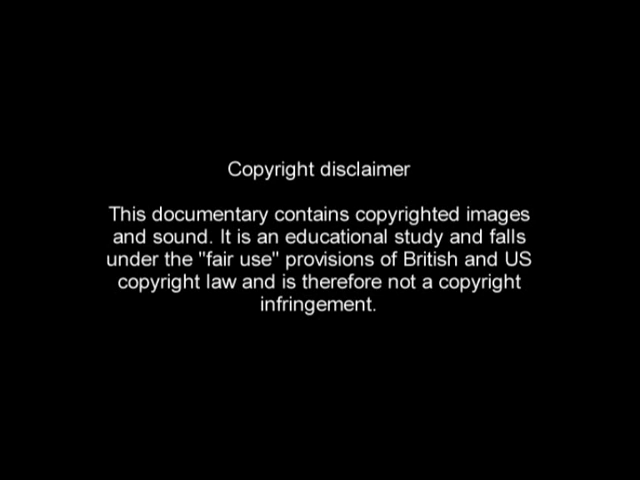 Copyright disclaimer
This documentary contains copyrighted images
and sound. It is an educational study and falls
under the "fair use" provisions of British and US
copyright law and is therefore not a copyright
infringement.